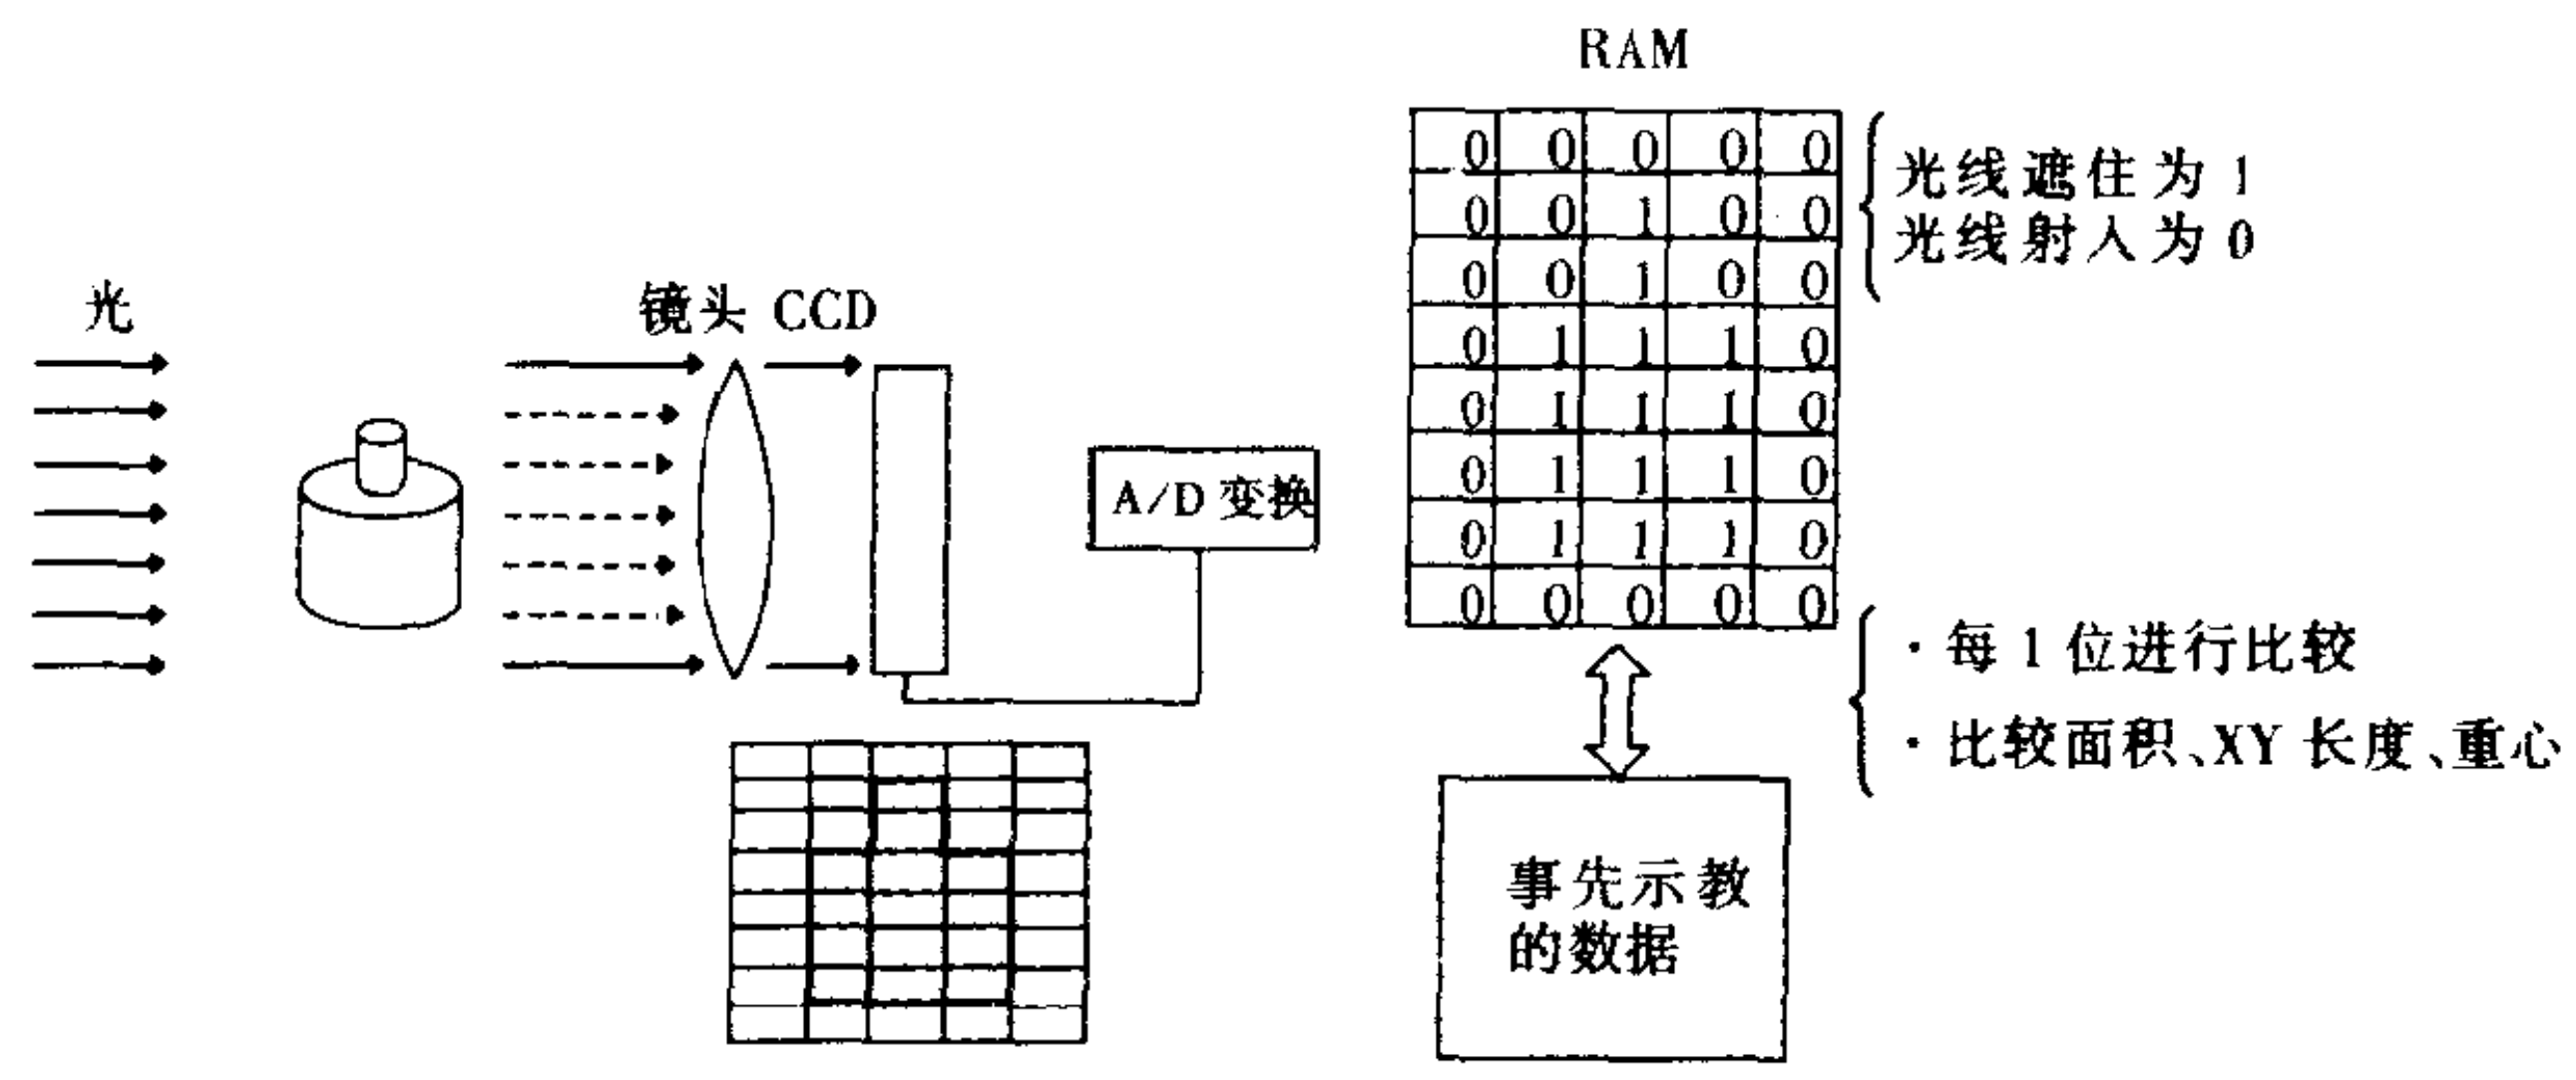 RAM
0 0 0 0 0
0 0 1 0 0
0 0 1 0 0
0 1 1 1 0
0 1 1 1 0
0 1 1 1 0
0 1 1 1 0
0 0 0 0 0
光线遮住为 1
光线射入为 0
光
镜头 CCD
A/D 变换
·每 1 位进行比较
·比较面积、XY 长度、重心
事先示教
的数据